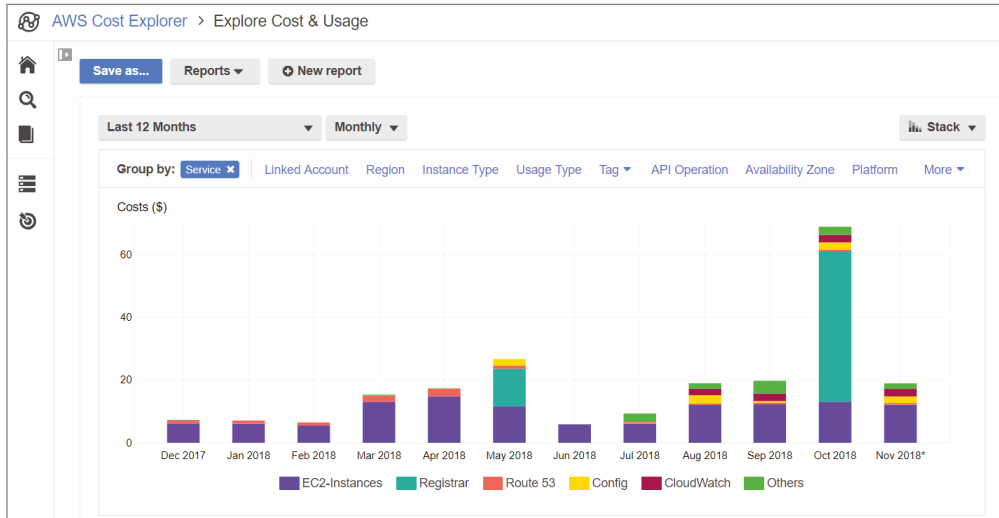 AWS Cost Explorer > Explore Cost & Usage
Save as... Reports New report
Last 12 Months Monthly Stack
Group by: Service × Linked Account Region Instance Type Usage Type Tag API Operation Availability Zone Platform More
Costs ($)
60
40
20
0
Dec 2017 Jan 2018 Feb 2018 Mar 2018 Apr 2018 May 2018 Jun 2018 Jul 2018 Aug 2018 Sep 2018 Oct 2018 Nov 2018*
EC2-Instances Registrar Route 53 Config CloudWatch Others